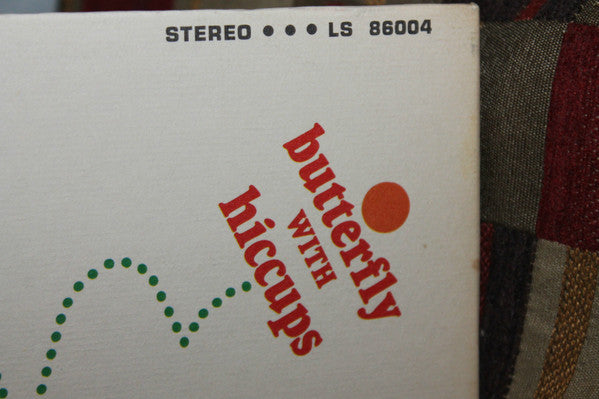 STEREO ● ● ● LS 86004
butterfly
WITH
hiccups